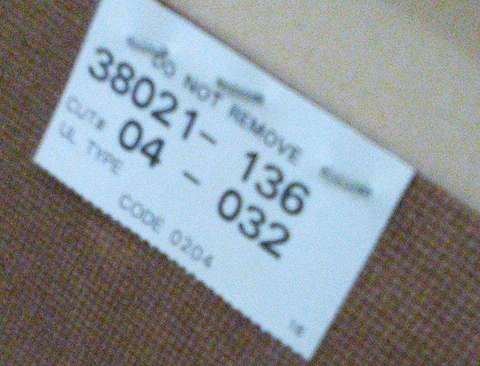 DO NOT REMOVE
38021- 136
CUT# 04 - 032
UL TYPE
CODE 0204